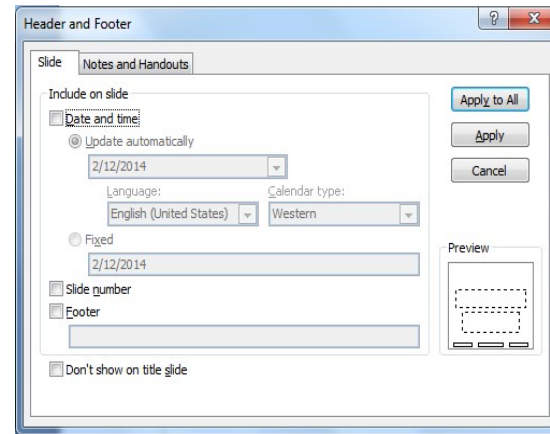 Header and Footer
Slide Notes and Handouts
Include on slide
Date and time
Update automatically
2/12/2014
Language: Calendar type:
English (United States) Western
Fixed
2/12/2014
Slide number
Footer
Don't show on title slide
Apply to All
Apply
Cancel
Preview